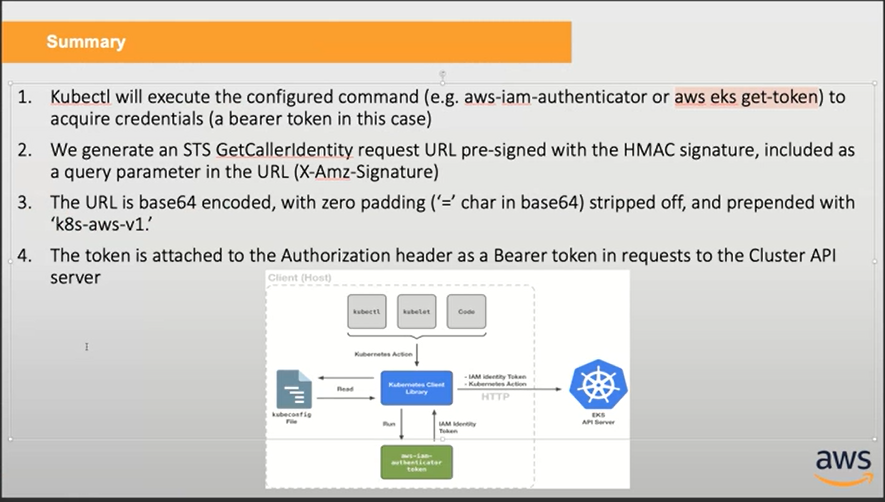 Summary
1. Kubectl will execute the configured command (e.g. aws-iam-authenticator or aws eks get-token) to
acquire credentials (a bearer token in this case)
2. We generate an STS GetCallerIdentity request URL pre-signed with the HMAC signature, included as
a query parameter in the URL (X-Amz-Signature)
3. The URL is base64 encoded, with zero padding (‘=’ char in base64) stripped off, and prepended with
‘k8s-aws-v1.’
4. The token is attached to the Authorization header as a Bearer token in requests to the Cluster API
server
Client (Host)
kubectl
kubelet
Code
Kubernetes Action
kubeconfig
File
Read
Kubernetes Client
Library
- IAM identity Token
- Kubernetes Action
HTTP
EKS
API Server
Run
IAM Identity
Token
aws-iam-
authenticator
token
aws